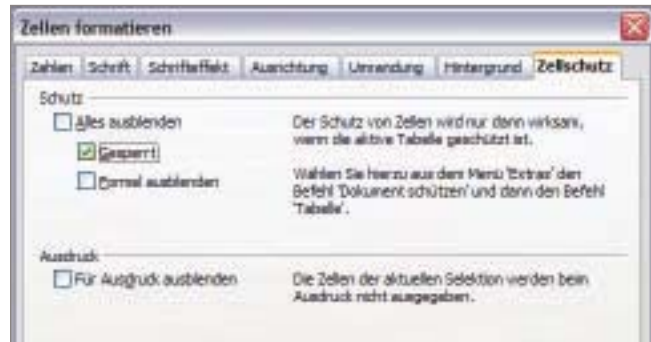 Zellen formatieren
Zahlen Schrift Schrifteffekt Ausrichtung Umrandung Hintergrund Zellschutz
Schutz
Alles ausblenden
Gesperrt
Formel ausblenden
Der Schutz von Zellen wird nur dann wirksam,
wenn die aktive Tabelle geschützt ist.
Wählen Sie hierzu aus dem Menü 'Extras' den
Befehl 'Dokument schützen' und dann den Befehl
'Tabelle'.
Ausdruck
Für Ausdruck ausblenden
Die Zellen der aktuellen Selektion werden beim
Ausdruck nicht ausgegeben.